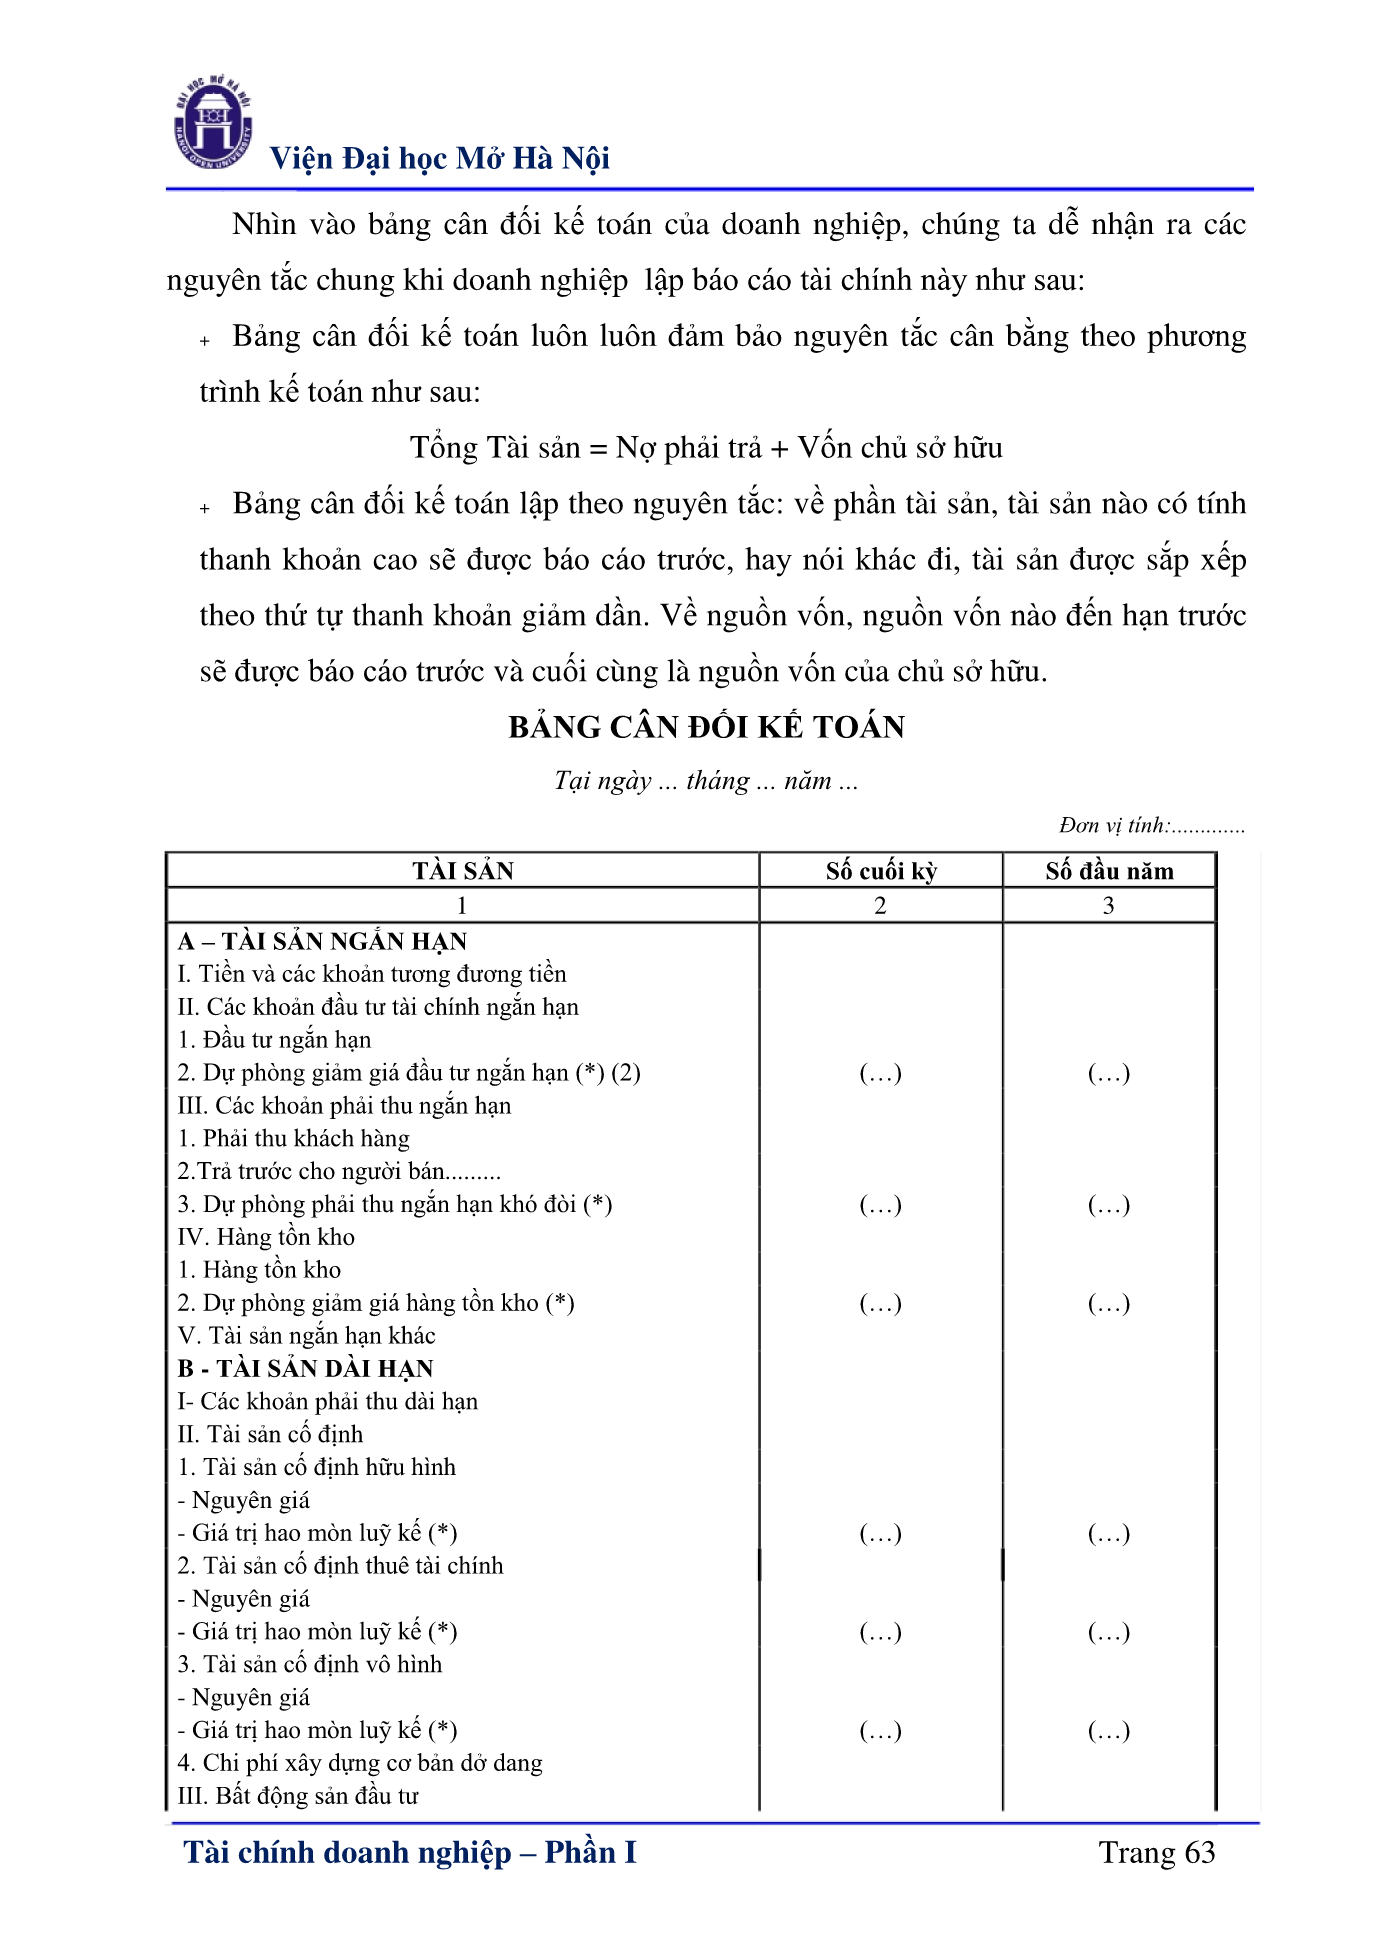 ĐẠI HỌC MỞ HÀ NỘI
HANOI OPEN UNIVERSITY
Viện Đại học Mở Hà Nội
Nhìn vào bảng cân đối kế toán của doanh nghiệp, chúng ta dễ nhận ra các
nguyên tắc chung khi doanh nghiệp lập báo cáo tài chính này như sau:
+ Bảng cân đối kế toán luôn luôn đảm bảo nguyên tắc cân bằng theo phương
trình kế toán như sau:
Tổng Tài sản = Nợ phải trả + Vốn chủ sở hữu
+ Bảng cân đối kế toán lập theo nguyên tắc: về phần tài sản, tài sản nào có tính
thanh khoản cao sẽ được báo cáo trước, hay nói khác đi, tài sản được sắp xếp
theo thứ tự thanh khoản giảm dần. Về nguồn vốn, nguồn vốn nào đến hạn trước
sẽ được báo cáo trước và cuối cùng là nguồn vốn của chủ sở hữu.
BẢNG CÂN ĐỐI KẾ TOÁN
Tại ngày ... tháng ... năm ...
Đơn vị tính:.............
TÀI SẢN Số cuối kỳ Số đầu năm
1 2 3
A – TÀI SẢN NGẮN HẠN
I. Tiền và các khoản tương đương tiền
II. Các khoản đầu tư tài chính ngắn hạn
1. Đầu tư ngắn hạn
2. Dự phòng giảm giá đầu tư ngắn hạn (*) (2) (…) (…)
III. Các khoản phải thu ngắn hạn
1. Phải thu khách hàng
2.Trả trước cho người bán.........
3. Dự phòng phải thu ngắn hạn khó đòi (*) (…) (…)
IV. Hàng tồn kho
1. Hàng tồn kho
2. Dự phòng giảm giá hàng tồn kho (*) (…) (…)
V. Tài sản ngắn hạn khác
B - TÀI SẢN DÀI HẠN
I- Các khoản phải thu dài hạn
II. Tài sản cố định
1. Tài sản cố định hữu hình
- Nguyên giá
- Giá trị hao mòn luỹ kế (*) (…) (…)
2. Tài sản cố định thuê tài chính
- Nguyên giá
- Giá trị hao mòn luỹ kế (*) (…) (…)
3. Tài sản cố định vô hình
- Nguyên giá
- Giá trị hao mòn luỹ kế (*) (…) (…)
4. Chi phí xây dựng cơ bản dở dang
III. Bất động sản đầu tư
Tài chính doanh nghiệp – Phần I Trang 63